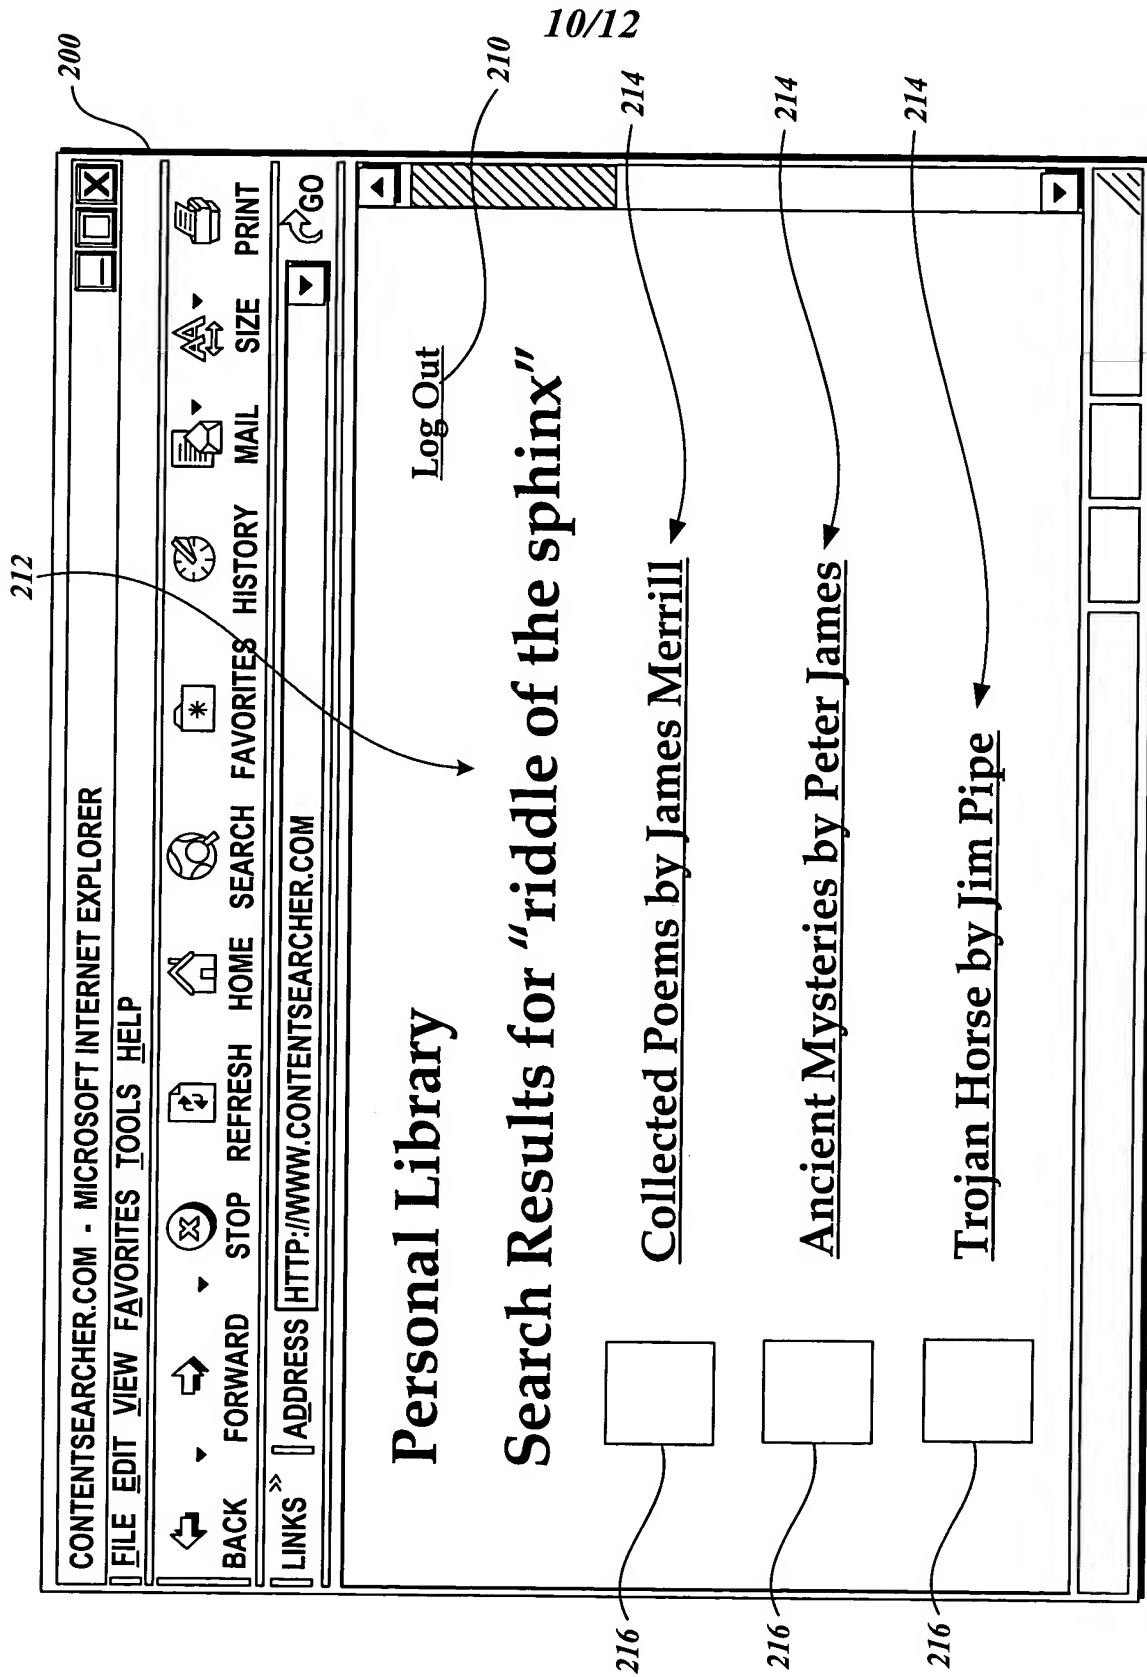 10/12
212
200
CONTENTSEARCHER.COM - MICROSOFT INTERNET EXPLORER
FILE EDIT VIEW FAVORITES TOOLS HELP
BACK FORWARD STOP REFRESH HOME SEARCH FAVORITES HISTORY MAIL SIZE PRINT
LINKS >> ADDRESS HTTP://WWW.CONTENTSEARCHER.COM GO
Personal Library
Log Out
210
Search Results for "riddle of the sphinx"
216
Collected Poems by James Merrill
214
216
Ancient Mysteries by Peter James
214
216
Trojan Horse by Jim Pipe
214